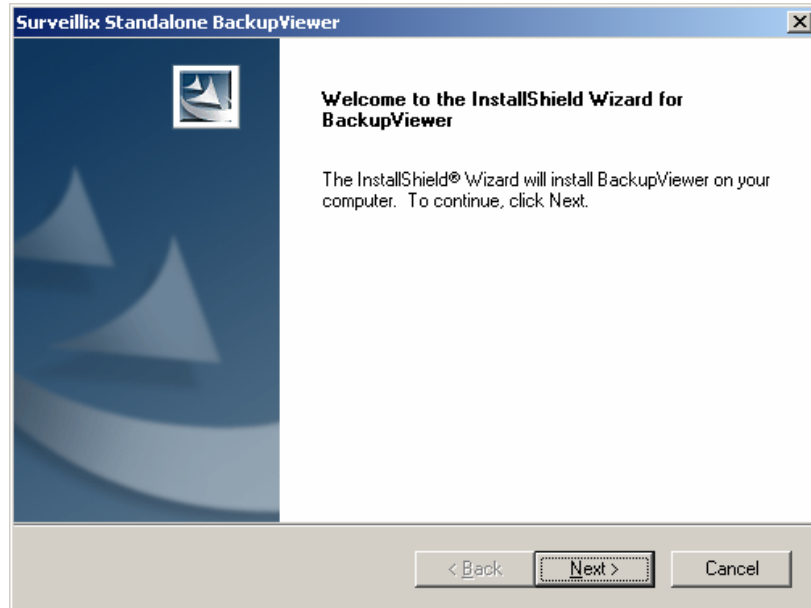 Surveillix Standalone BackupViewer
Welcome to the InstallShield Wizard for
BackupViewer
The InstallShield® Wizard will install BackupViewer on your
computer. To continue, click Next.
< Back
Next >
Cancel